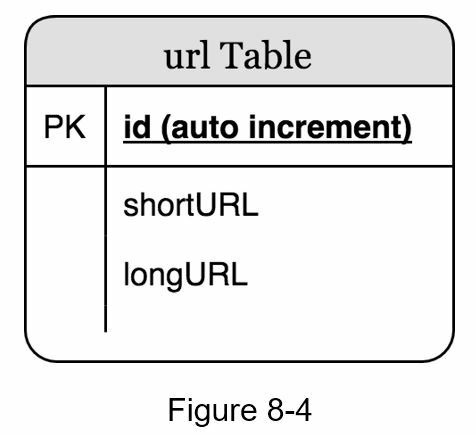 url Table
PK id (auto increment)
shortURL
longURL
Figure 8-4